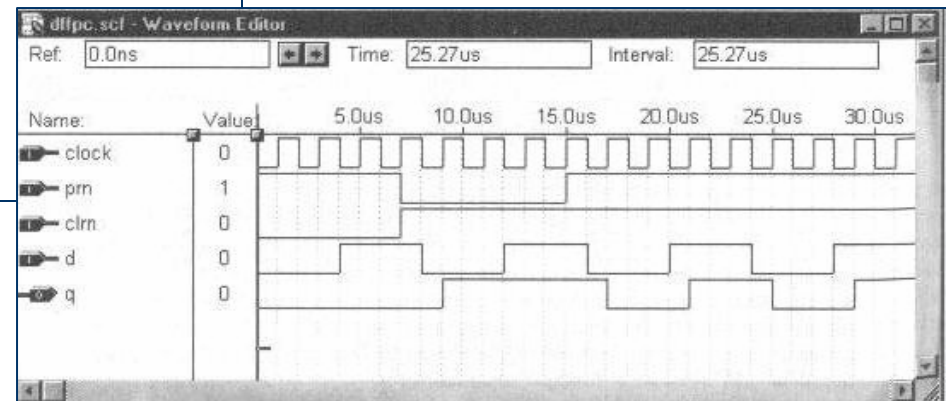 dffpc.scf - Waveform Editor
Ref: 0.0ns Time: 25.27us Interval: 25.27us
Name: Value: 5.0us 10.0us 15.0us 20.0us 25.0us 30.0us
clock 0
prn 1
clrn 0
d 0
q 0